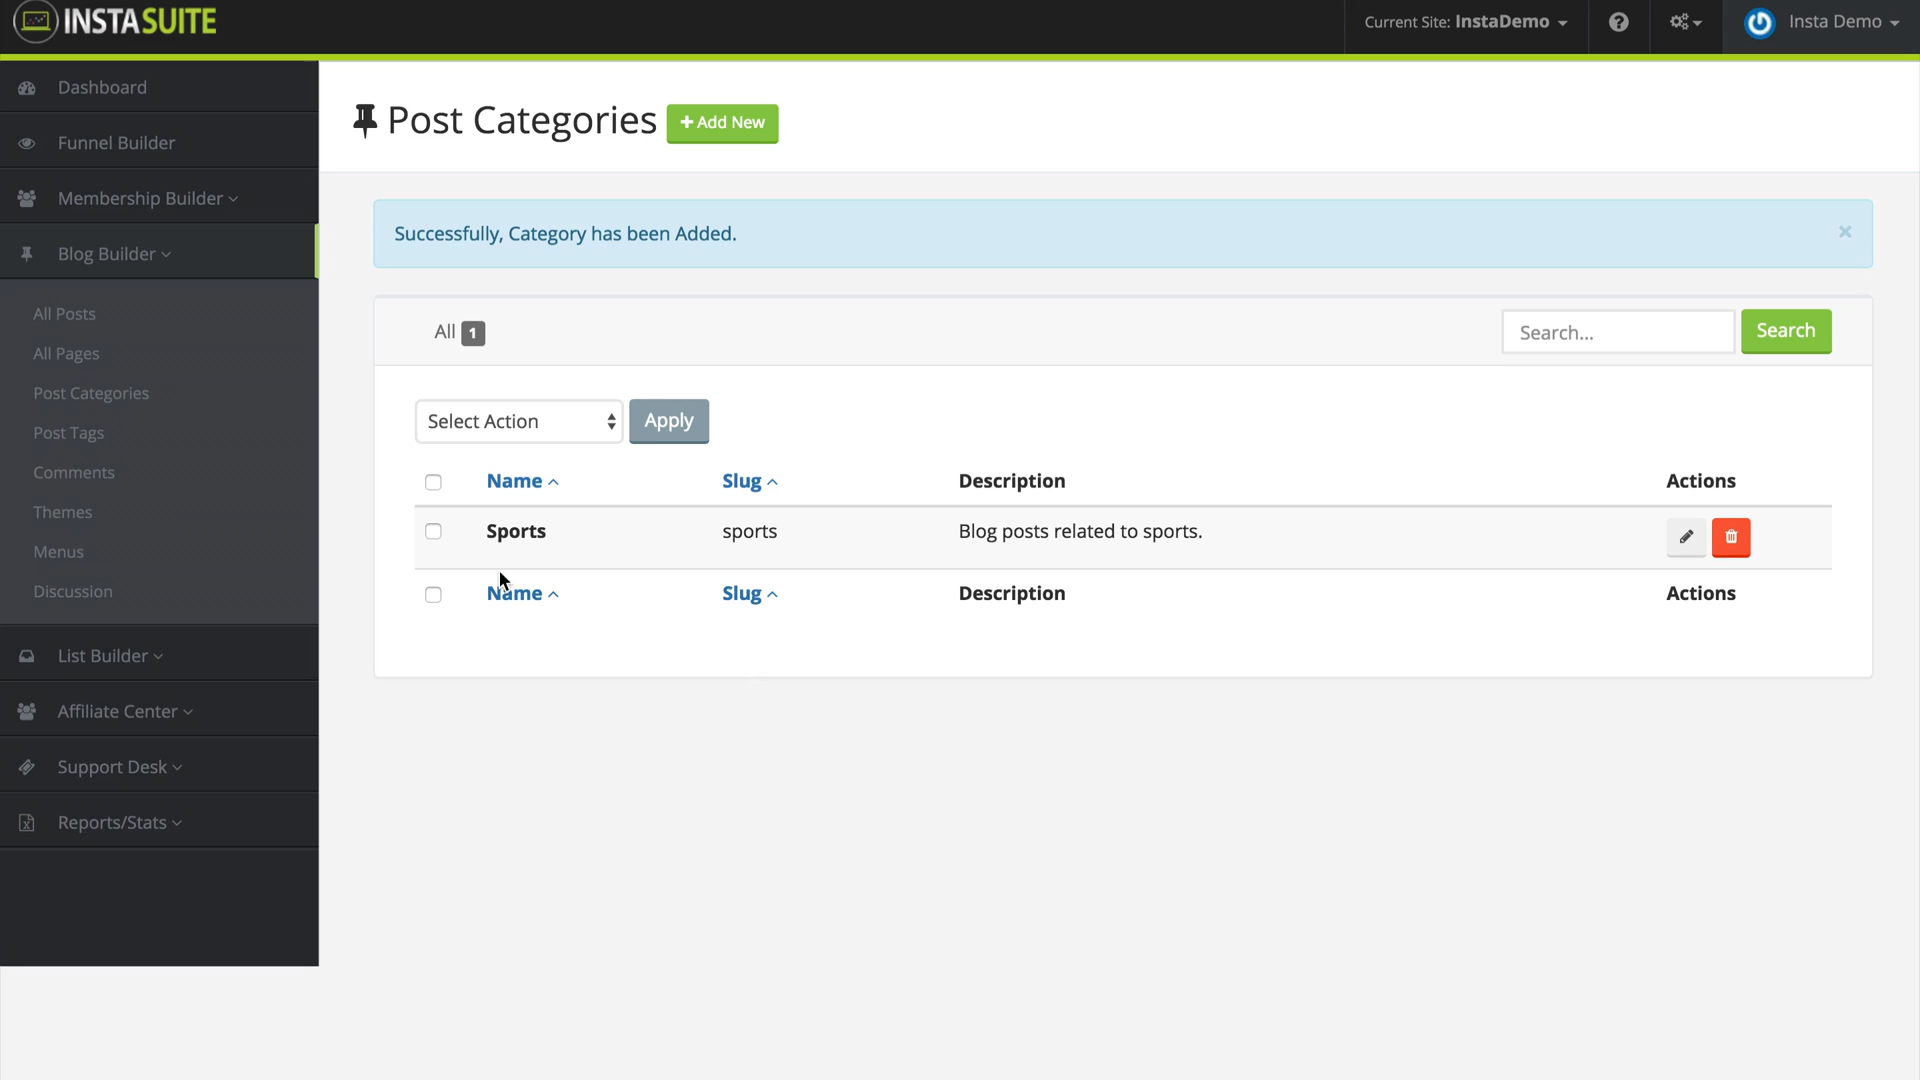 INSTASUITE
Current Site: InstaDemo
Insta Demo
Dashboard
Funnel Builder
Membership Builder
Blog Builder
All Posts
All Pages
Post Categories
Post Tags
Comments
Themes
Menus
Discussion
List Builder
Affiliate Center
Support Desk
Reports/Stats
Post Categories
+ Add New
Successfully, Category has been Added.
×
All 1
Search...
Search
Select Action
Apply
Name Slug Description Actions
Sports sports Blog posts related to sports.
Name Slug Description Actions